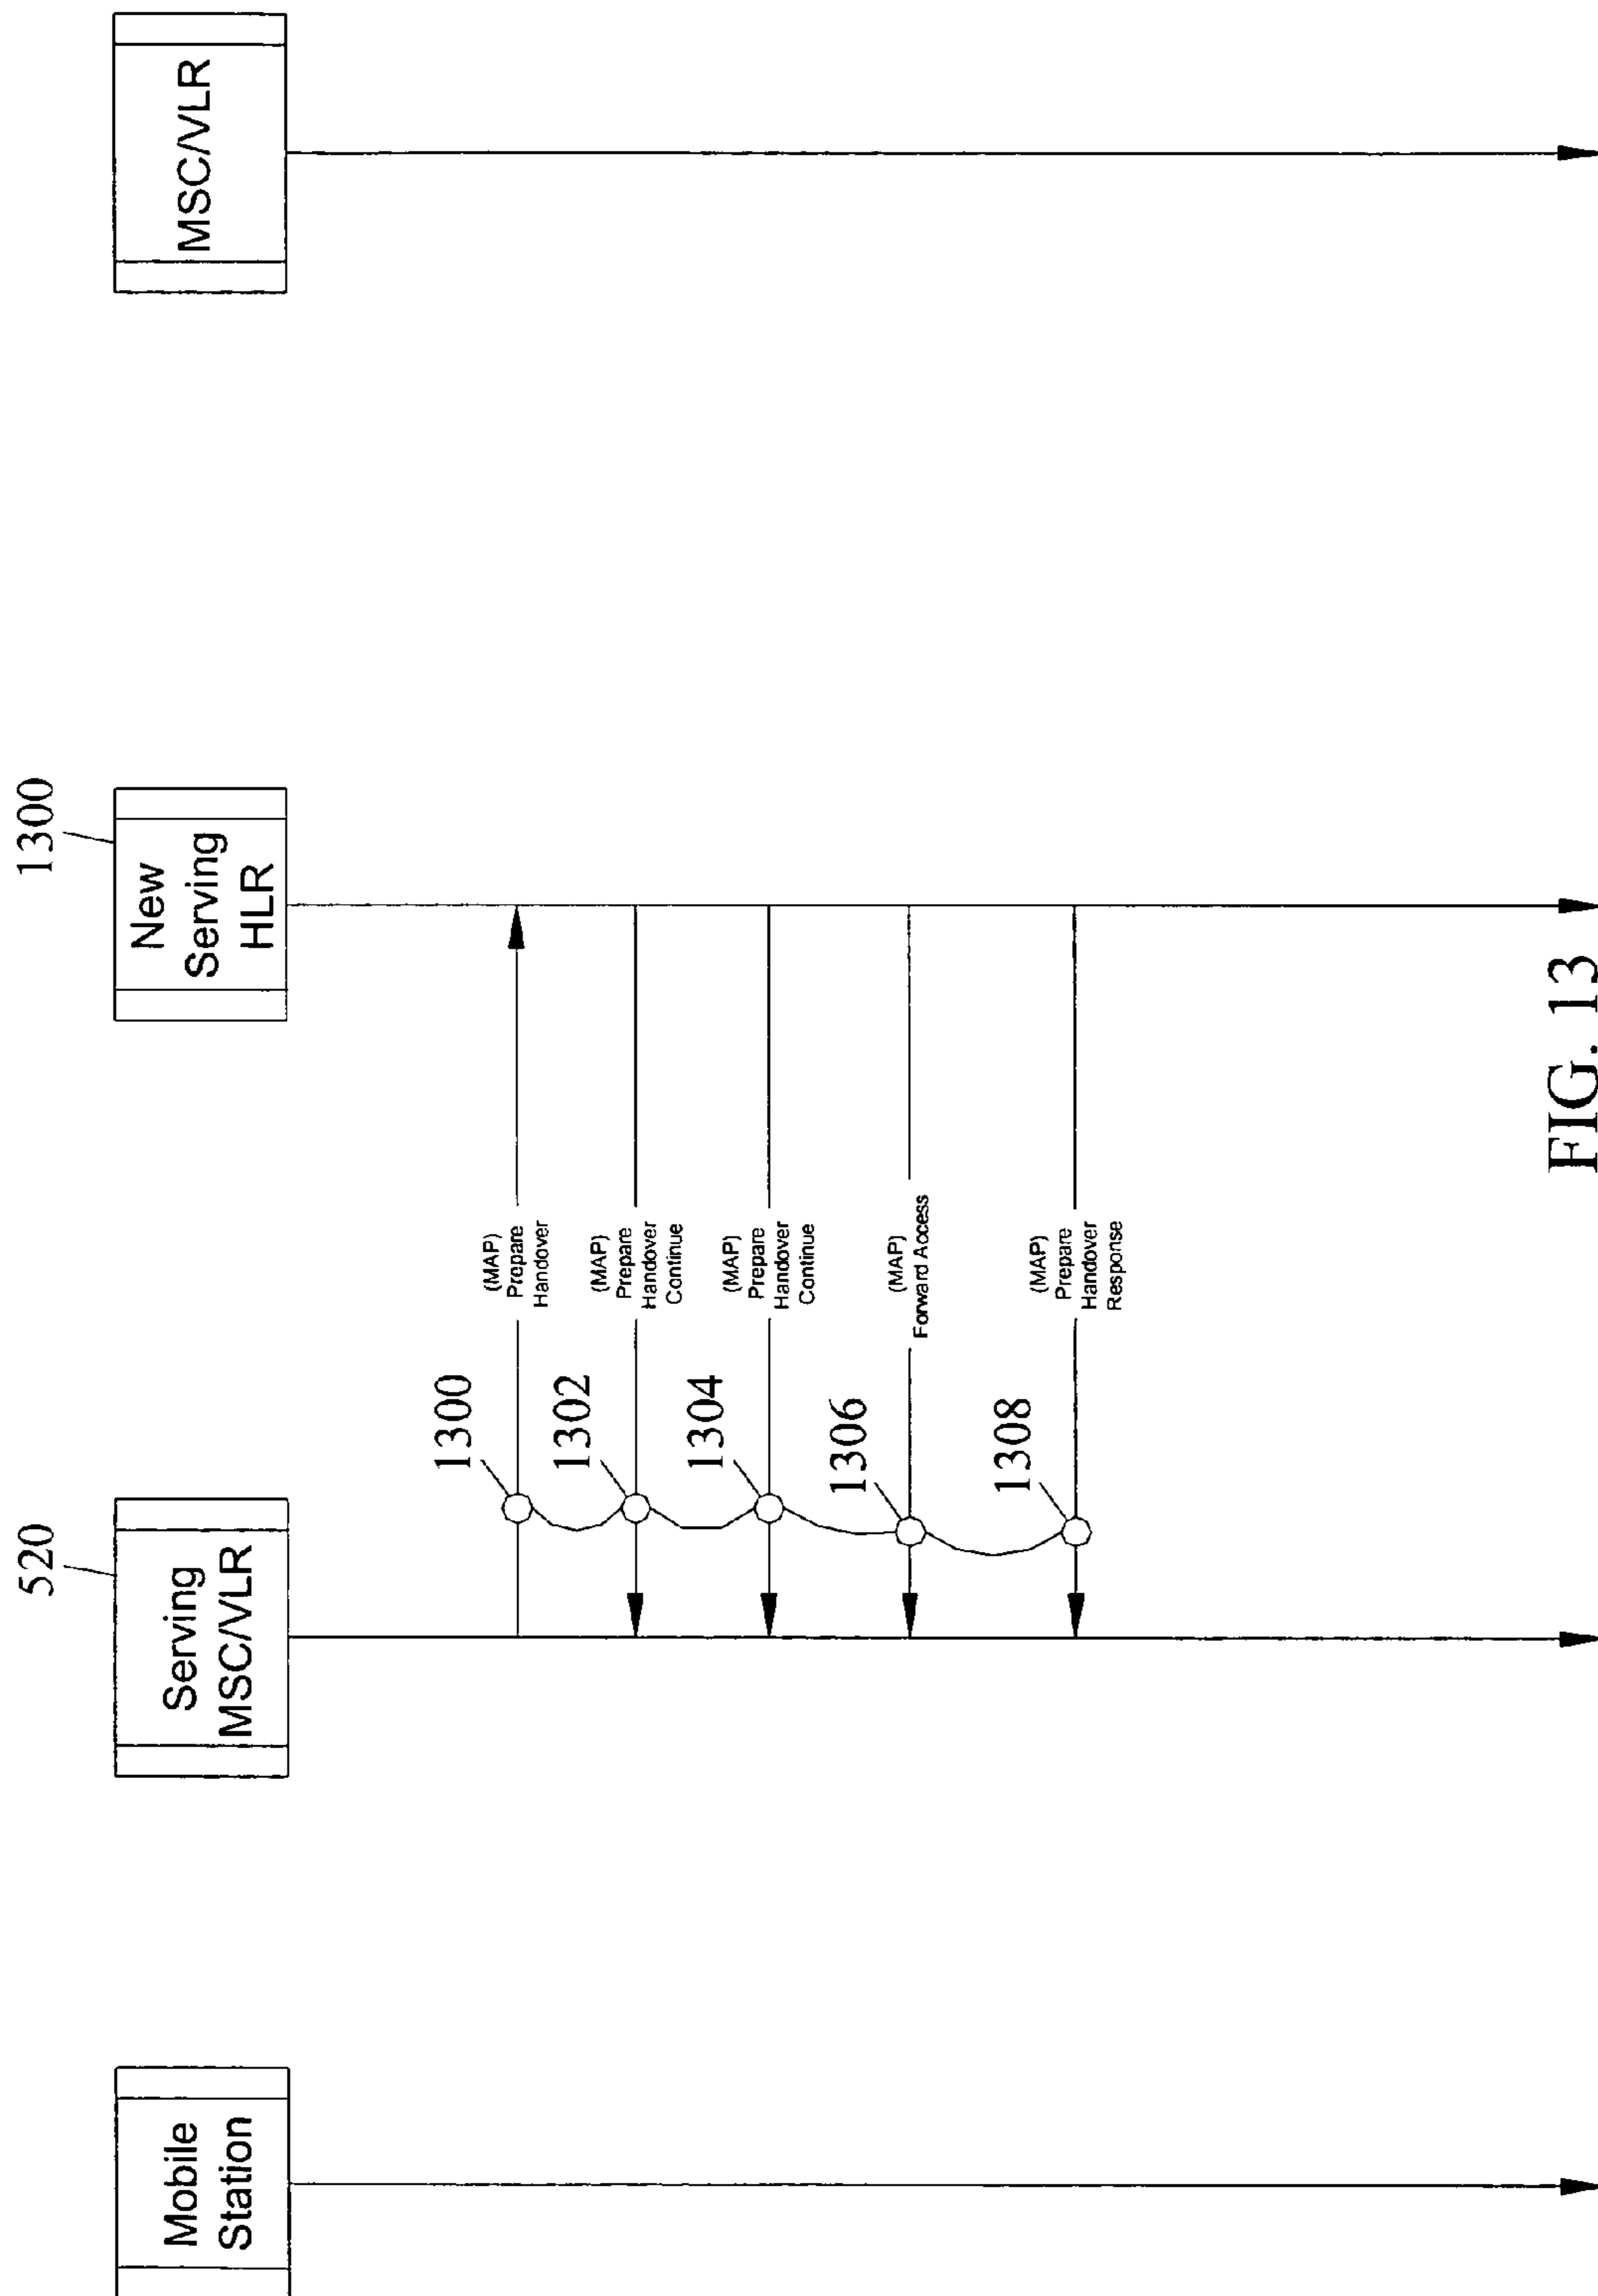 520
1300
Mobile
Station
Serving
MSC/VLR
New
Serving
HLR
MSC/VLR
1300
(MAP)
Prepare
Handover
1302
(MAP)
Prepare
Handover
Continue
1304
(MAP)
Prepare
Handover
Continue
1306
(MAP)
Forward Access
1308
(MAP)
Prepare
Handover
Response
FIG. 13